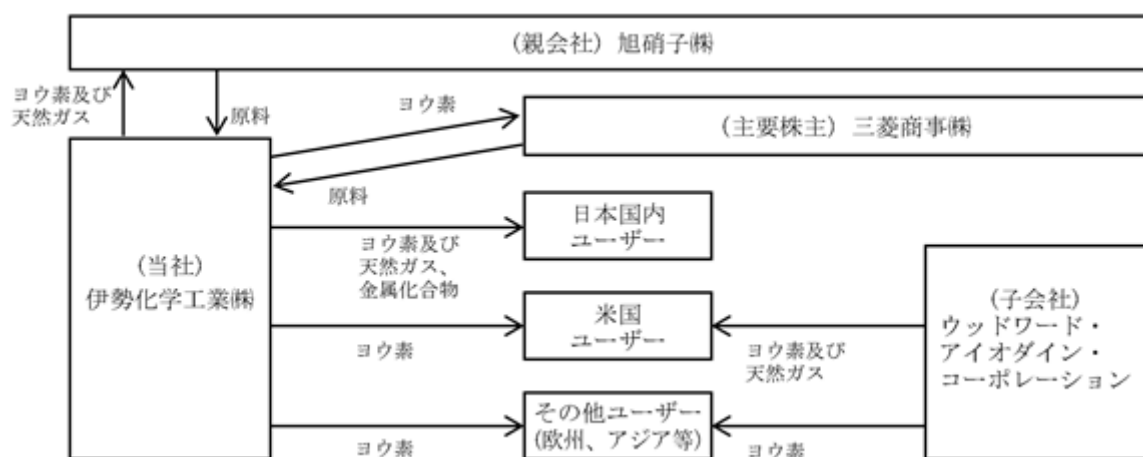 (親会社) 旭硝子㈱
ヨウ素及び
天然ガス
原料
ヨウ素
(主要株主) 三菱商事㈱
原料
(当社)
伊勢化学工業㈱
日本国内
ユーザー
ヨウ素及び
天然ガス、
金属化合物
米国
ユーザー
ヨウ素
ヨウ素及び
天然ガス
(子会社)
ウッドワード・
アイオダイン・
コーポレーション
その他ユーザー
(欧州、アジア等)
ヨウ素
ヨウ素